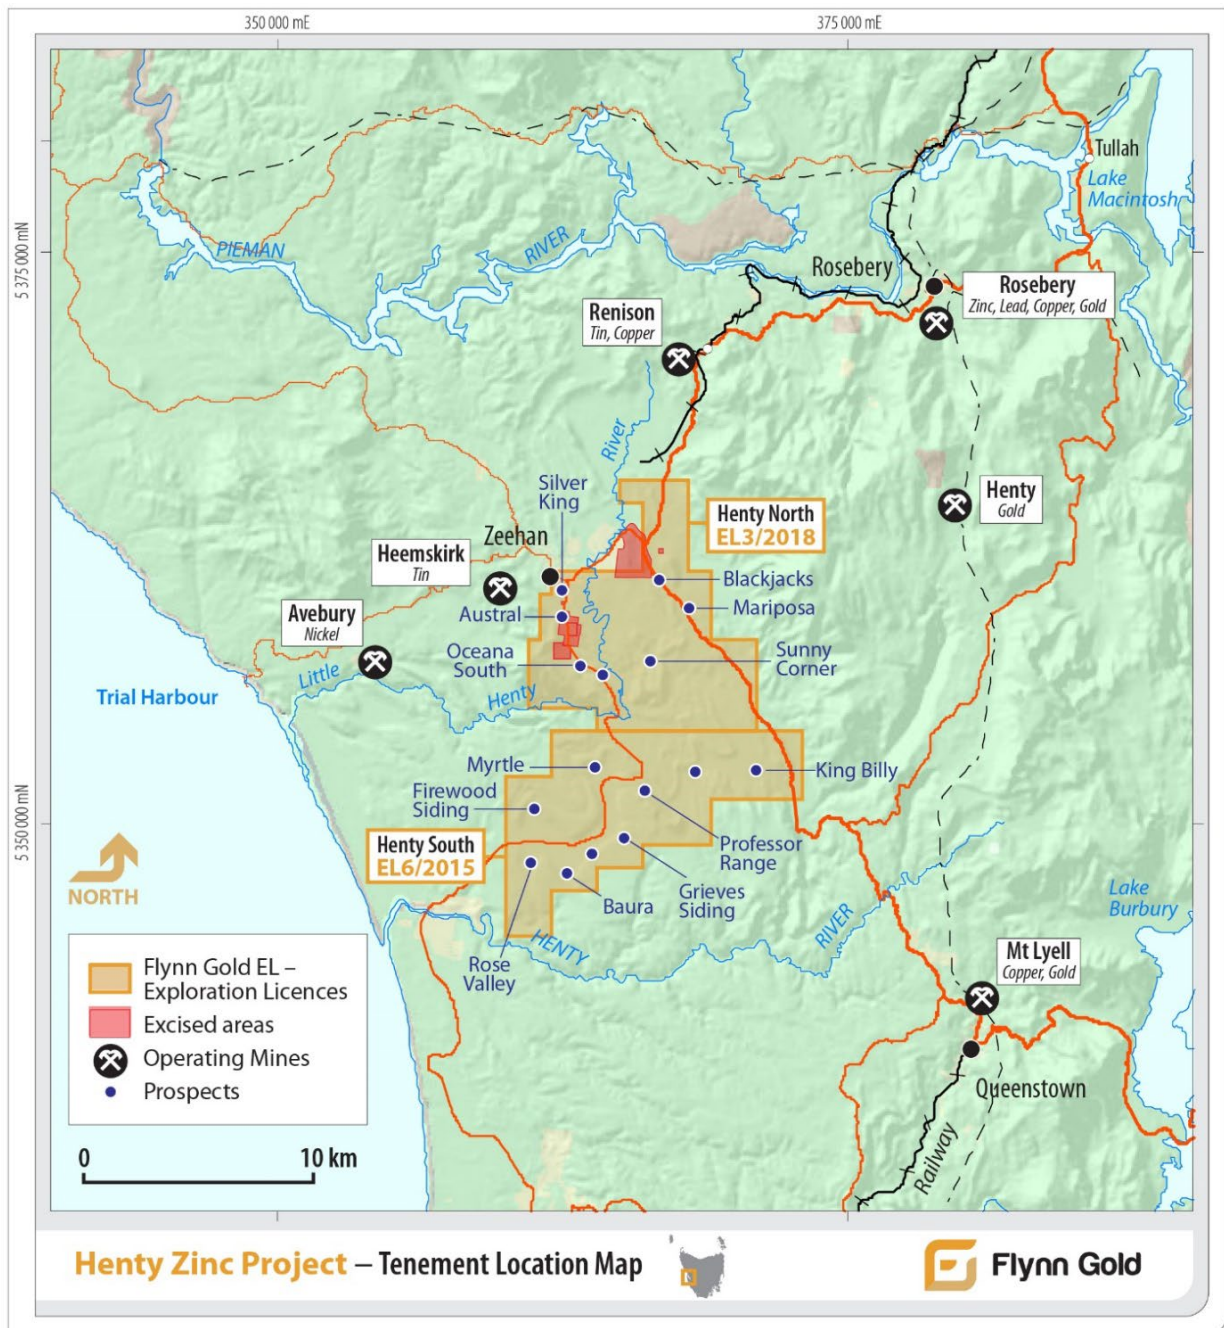 350 000 mE
375 000 mE
Tullah
Lake
Macintosh
5 375 000 mN
PIEMAN
RIVER
Rosebery
Rosebery
Zinc, Lead, Copper, Gold
Renison
Tin, Copper
River
Silver
King
Henty North
EL3/2018
Henty
Gold
Zeehan
Heemskirk
Tin
Blackjacks
Mariposa
Austral
Avebury
Nickel
Oceana
South
Sunny
Corner
Little
Henty
Trial Harbour
Myrtle
King Billy
Firewood
Siding
5 350 000 mN
Henty South
EL6/2015
Professor
Range
NORTH
Grieves
Siding
Baura
Lake
Burbury
RIVER
HENTY
Rose
Valley
Mt Lyell
Copper, Gold
Flynn Gold EL –
Exploration Licences
Excised areas
Operating Mines
Prospects
Queenstown
Railway
0 10 km
Henty Zinc Project – Tenement Location Map
Flynn Gold